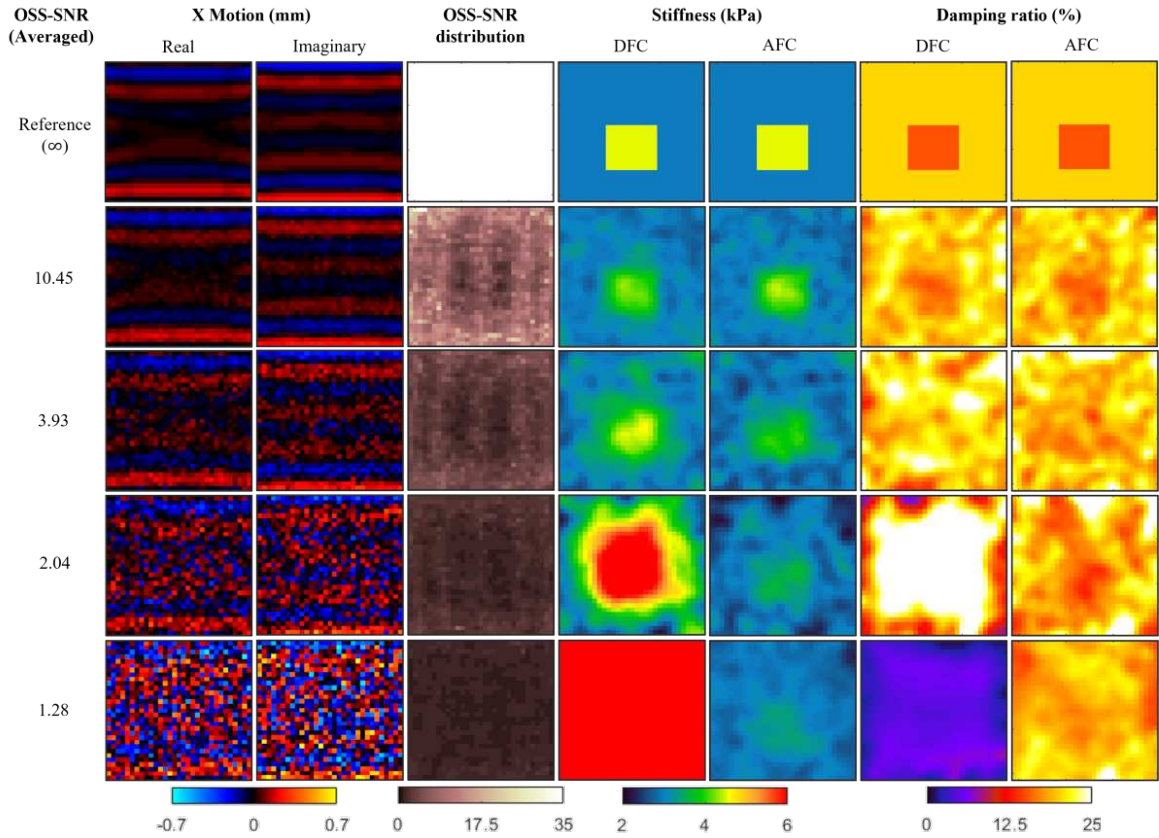 OSS-SNR (Averaged)
X Motion (mm)
Real
Imaginary
OSS-SNR distribution
Stiffness (kPa)
DFC
AFC
Damping ratio (%)
DFC
AFC
Reference
(∞)
10.45
3.93
2.04
1.28
-0.7 0 0.7
0 17.5 35
2 4 6
0 12.5 25